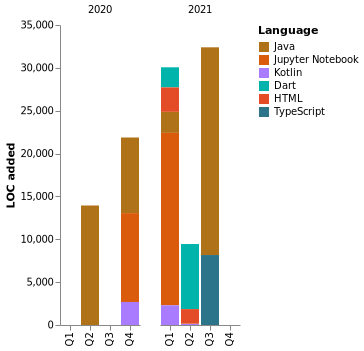 2020 2021
Language
Java
Jupyter Notebook
Kotlin
Dart
HTML
TypeScript
LOC added
35,000
30,000
25,000
20,000
15,000
10,000
5,000
0
Q1 Q2 Q3 Q4 Q1 Q2 Q3 Q4